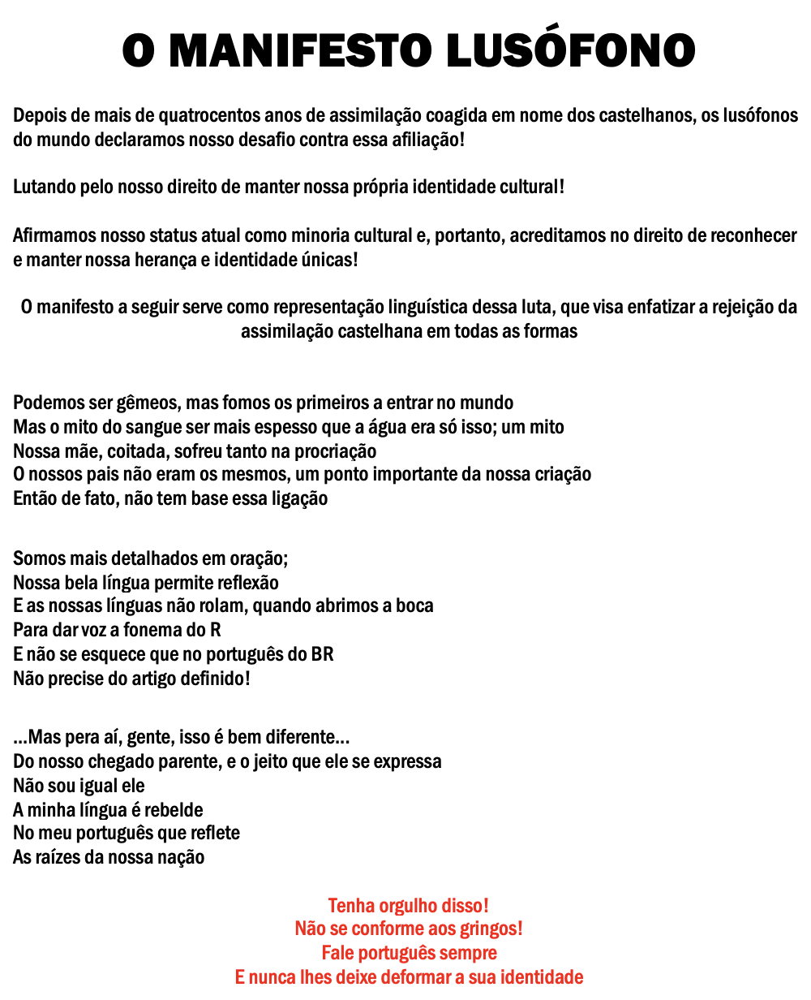 O MANIFESTO LUSÓFONO
Depois de mais de quatrocentos anos de assimilação coagida em nome dos castelhanos, os lusófonos
do mundo declaramos nosso desafio contra essa afiliação!
Lutando pelo nosso direito de manter nossa própria identidade cultural!
Afirmamos nosso status atual como minoria cultural e, portanto, acreditamos no direito de reconhecer
e manter nossa herança e identidade únicas!
O manifesto a seguir serve como representação linguística dessa luta, que visa enfatizar a rejeição da
assimilação castelhana em todas as formas
Podemos ser gêmeos, mas fomos os primeiros a entrar no mundo
Mas o mito do sangue ser mais espesso que a água era só isso; um mito
Nossa mãe, coitada, sofreu tanto na procriação
O nossos pais não eram os mesmos, um ponto importante da nossa criação
Então de fato, não tem base essa ligação
Somos mais detalhados em oração;
Nossa bela língua permite reflexão
E as nossas línguas não rolam, quando abrimos a boca
Para dar voz a fonema do R
E não se esquece que no português do BR
Não precise do artigo definido!
...Mas pera aí, gente, isso é bem diferente...
Do nosso chegado parente, e o jeito que ele se expressa
Não sou igual ele
A minha língua é rebelde
No meu português que reflete
As raízes da nossa nação
Tenha orgulho disso!
Não se conforme aos gringos!
Fale português sempre
E nunca lhes deixe deformar a sua identidade